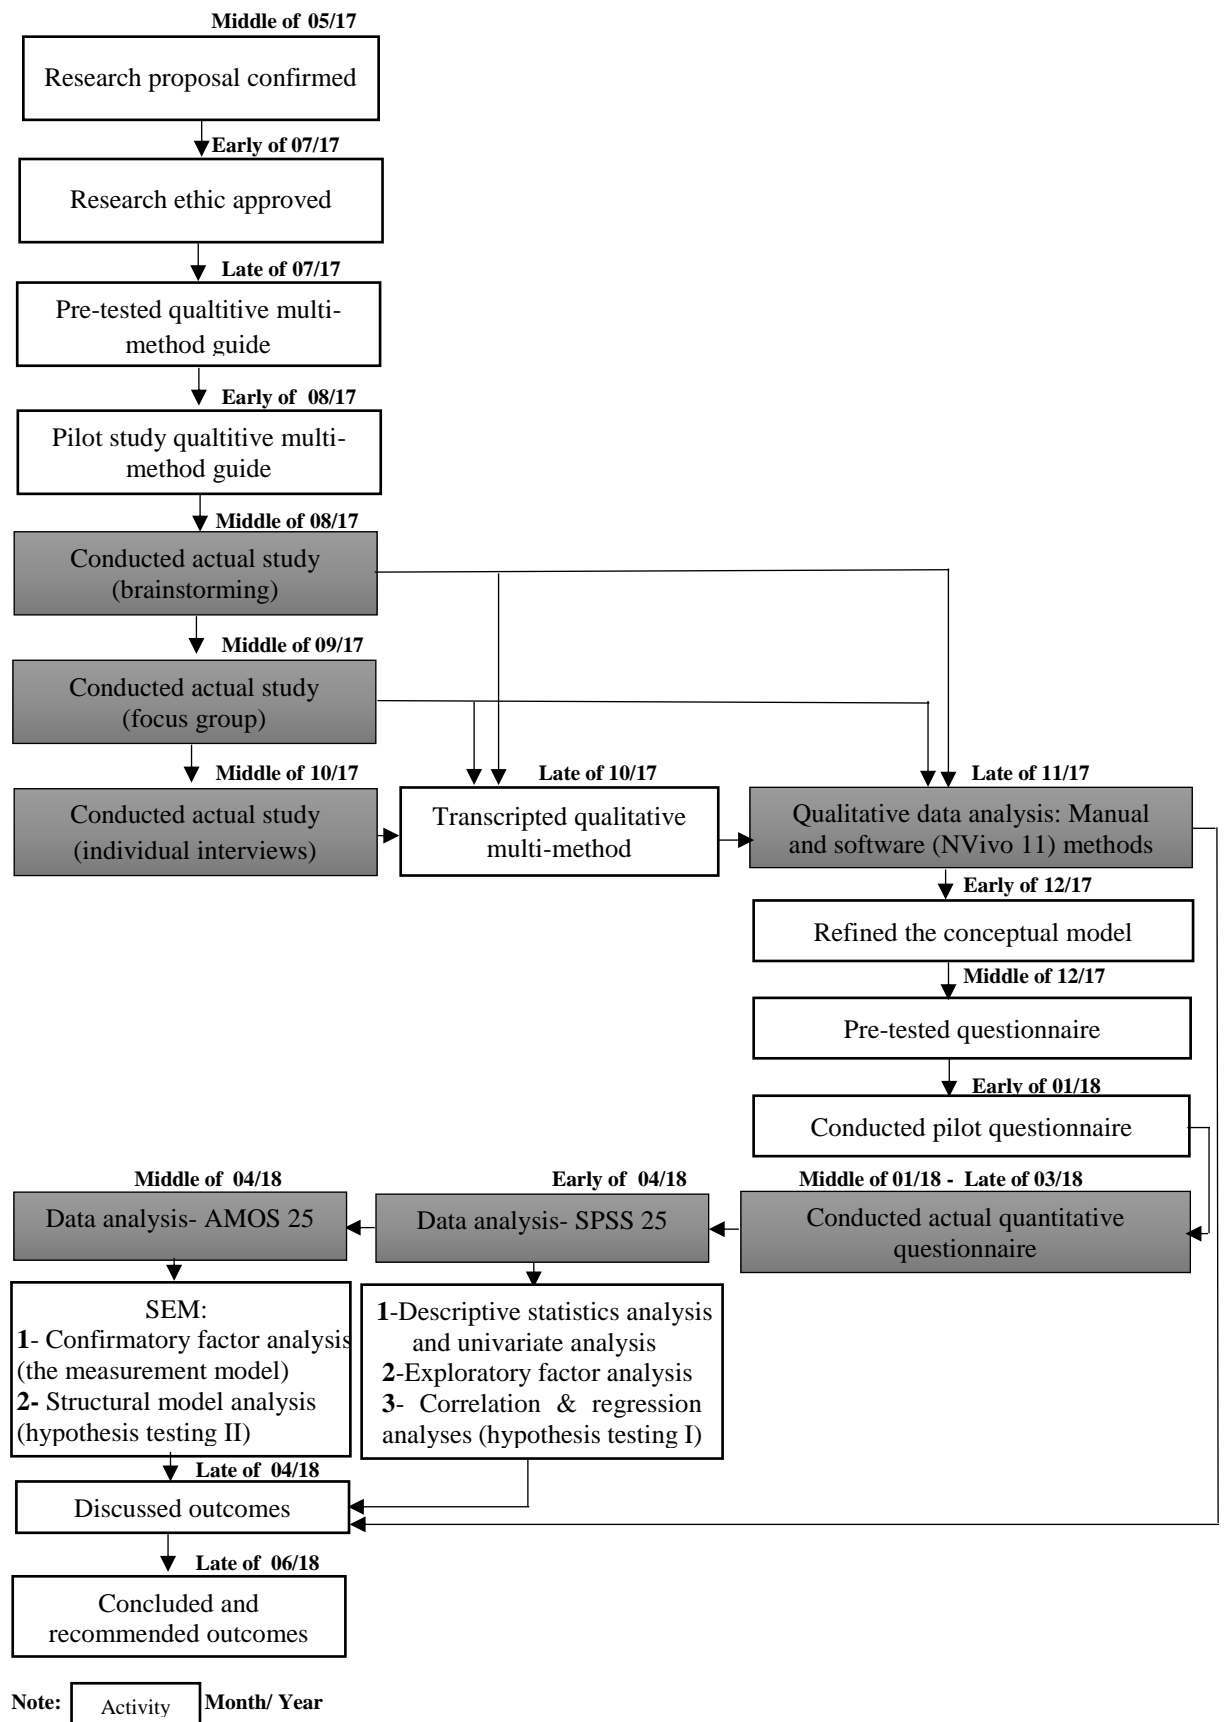 Middle of 05/17
Research proposal confirmed
Early of 07/17
Research ethic approved
Late of 07/17
Pre-tested qualtitive multi-
method guide
Early of 08/17
Pilot study qualtitive multi-
method guide
Middle of 08/17
Conducted actual study
(brainstorming)
Middle of 09/17
Conducted actual study
(focus group)
Middle of 10/17
Conducted actual study
(individual interviews)
Late of 10/17
Transcripted qualitative
multi-method
Late of 11/17
Qualitative data analysis: Manual
and software (NVivo 11) methods
Early of 12/17
Refined the conceptual model
Middle of 12/17
Pre-tested questionnaire
Early of 01/18
Conducted pilot questionnaire
Middle of 01/18 - Late of 03/18
Conducted actual quantitative
questionnaire
Early of 04/18
Data analysis- SPSS 25
1-Descriptive statistics analysis
and univariate analysis
2-Exploratory factor analysis
3- Correlation & regression
analyses (hypothesis testing I)
Middle of 04/18
Data analysis- AMOS 25
SEM:
1- Confirmatory factor analysis
(the measurement model)
2- Structural model analysis
(hypothesis testing II)
Late of 04/18
Discussed outcomes
Late of 06/18
Concluded and
recommended outcomes
Note: Activity Month/ Year